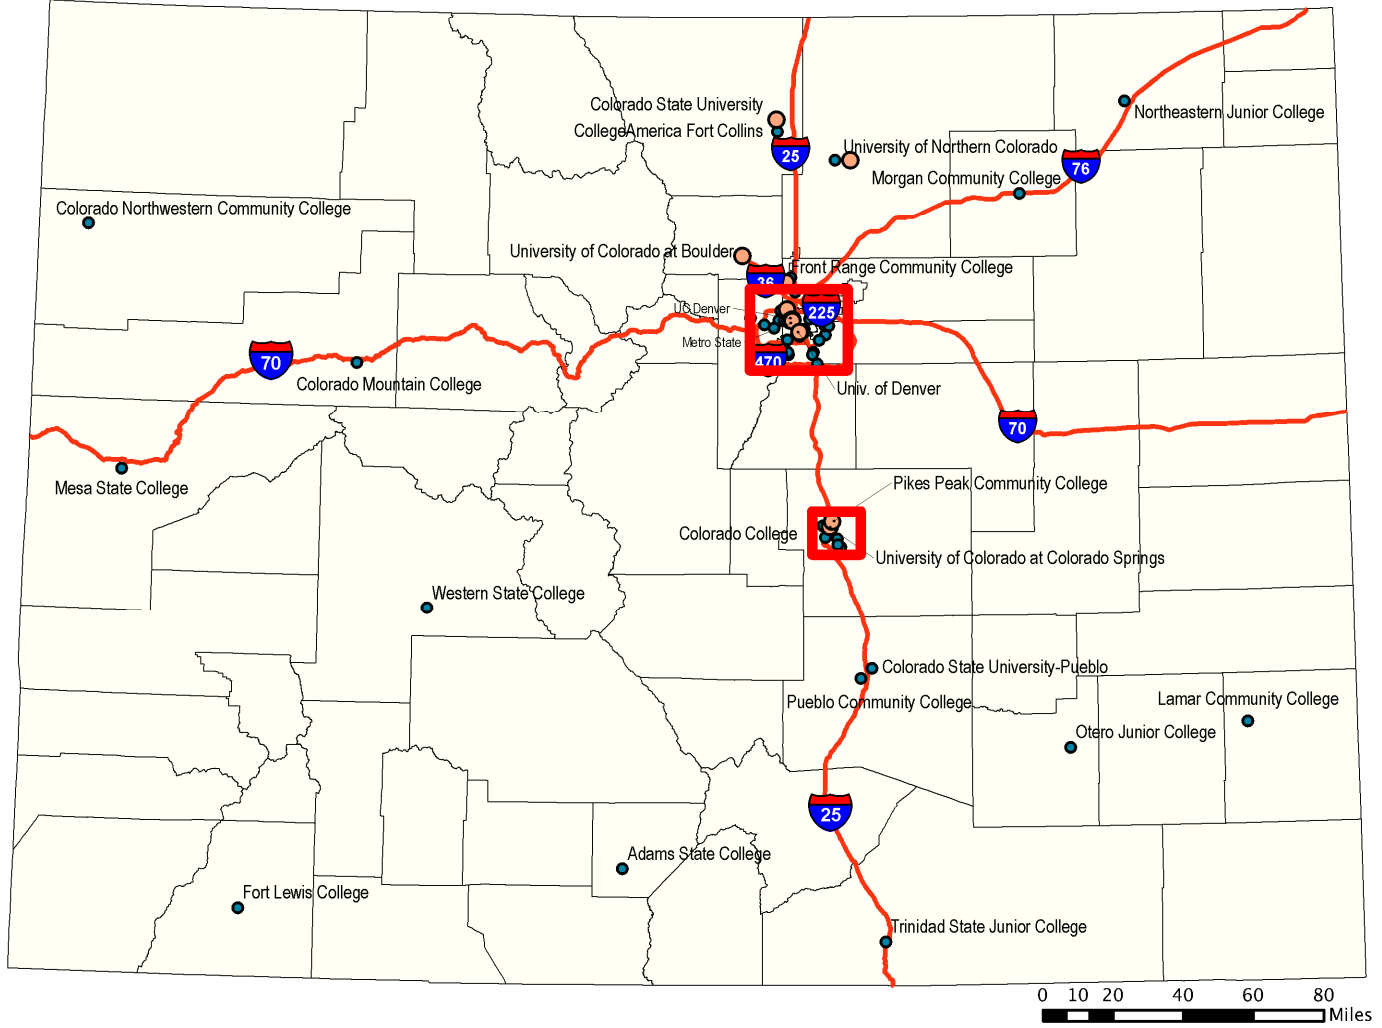 Colorado State University
CollegeAmerica Fort Collins
25
Northeastern Junior College
University of Northern Colorado
76
Morgan Community College
Colorado Northwestern Community College
University of Colorado at Boulder
Front Range Community College
36
UC Denver
225
Metro State
470
70
Colorado Mountain College
Univ. of Denver
70
Mesa State College
Pikes Peak Community College
Colorado College
University of Colorado at Colorado Springs
Western State College
Colorado State University-Pueblo
Pueblo Community College
Lamar Community College
Otero Junior College
25
Adams State College
Fort Lewis College
Trinidad State Junior College
0 10 20 40 60 80
Miles